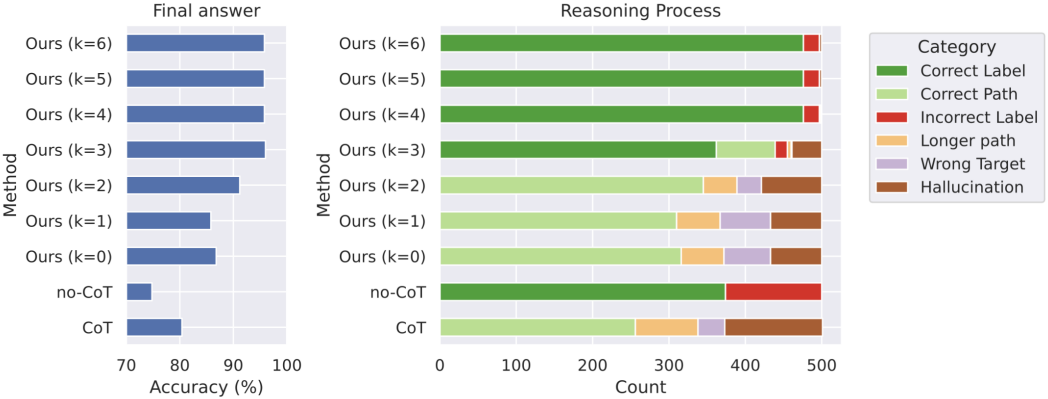 Final answer
Method
Ours (k=6)
Ours (k=5)
Ours (k=4)
Ours (k=3)
Ours (k=2)
Ours (k=1)
Ours (k=0)
no-CoT
CoT
70 80 90 100
Accuracy (%)
Reasoning Process
Method
Ours (k=6)
Ours (k=5)
Ours (k=4)
Ours (k=3)
Ours (k=2)
Ours (k=1)
Ours (k=0)
no-CoT
CoT
0 100 200 300 400 500
Count
Category
Correct Label
Correct Path
Incorrect Label
Longer path
Wrong Target
Hallucination